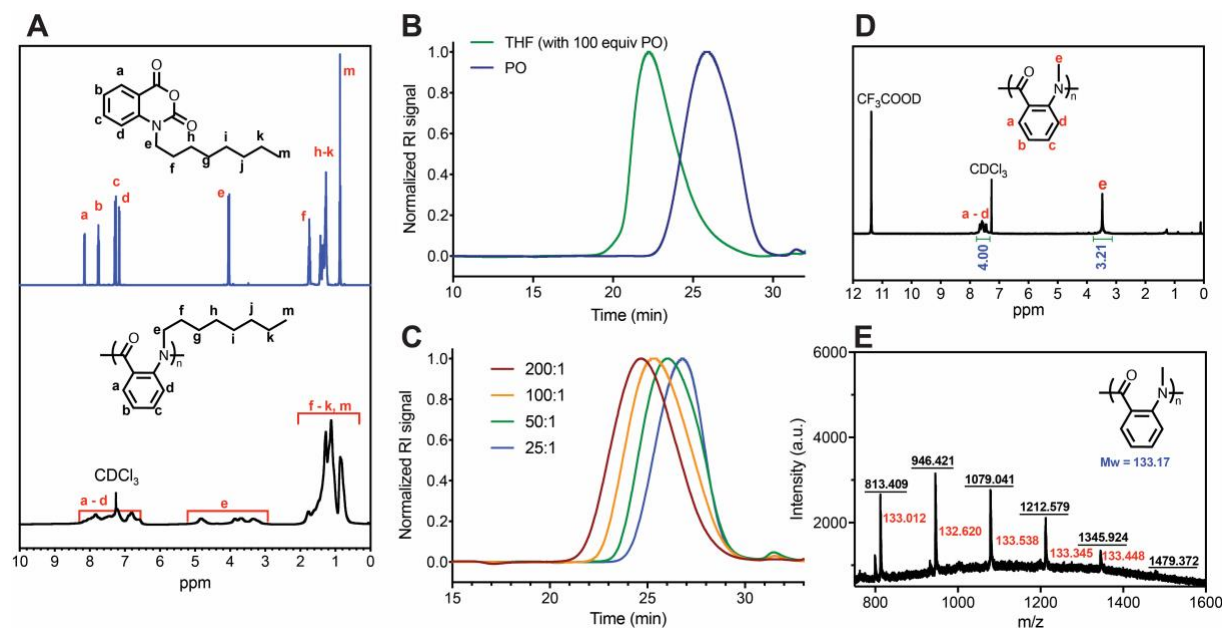 A
a
b
c
d
e
f
h
g
i
j
k
m
O
O
O
N
a
b
c
d
e
f
h-k
m
O
N
n
a
b
c
d
e
f
g
h
i
j
k
m
CDCl3
a - d
e
f - k, m
10 9 8 7 6 5 4 3 2 1 0
ppm
B
THF (with 100 equiv PO)
PO
Normalized RI signal
1.0
0.8
0.6
0.4
0.2
0.0
10 15 20 25 30
Time (min)
C
200:1
100:1
50:1
25:1
Normalized RI signal
1.0
0.8
0.6
0.4
0.2
0.0
15 20 25 30
Time (min)
D
CF3COOD
O
N
e
n
a
b
c
d
CDCl3
a - d
e
4.00
3.21
12 11 10 9 8 7 6 5 4 3 2 1 0
ppm
E
6000
4000
2000
Intensity (a.u.)
O
N
n
Mw = 133.17
813.409
946.421
1079.041
1212.579
1345.924
1479.372
133.012
132.620
133.538
133.345
133.448
800 1000 1200 1400 1600
m/z